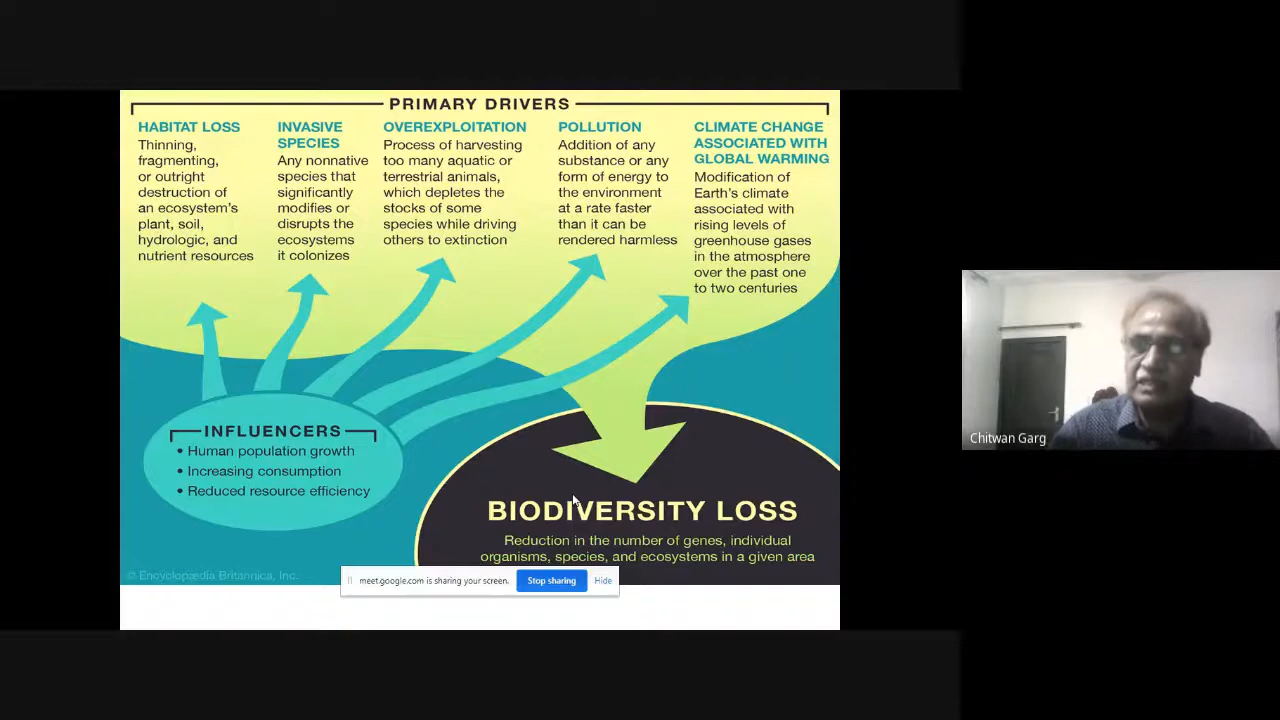 PRIMARY DRIVERS
HABITAT LOSS
Thinning,
fragmenting,
or outright
destruction of
an ecosystem's
plant, soil,
hydrologic, and
nutrient resources
INVASIVE
SPECIES
Any nonnative
species that
significantly
modifies or
disrupts the
ecosystems
it colonizes
OVEREXPLOITATION
Process of harvesting
too many aquatic or
terrestrial animals,
which depletes the
stocks of some
species while driving
others to extinction
POLLUTION
Addition of any
substance or any
form of energy to
the environment
at a rate faster
than it can be
rendered harmless
CLIMATE CHANGE
ASSOCIATED WITH
GLOBAL WARMING
Modification of
Earth's climate
associated with
rising levels of
greenhouse gases
in the atmosphere
over the past one
to two centuries
INFLUENCERS
• Human population growth
• Increasing consumption
• Reduced resource efficiency
BIODIVERSITY LOSS
Reduction in the number of genes, individual
organisms, species, and ecosystems in a given area
© Encyclopædia Britannica, Inc.
meet.google.com is sharing your screen.
Stop sharing
Hide
Chitwan Garg